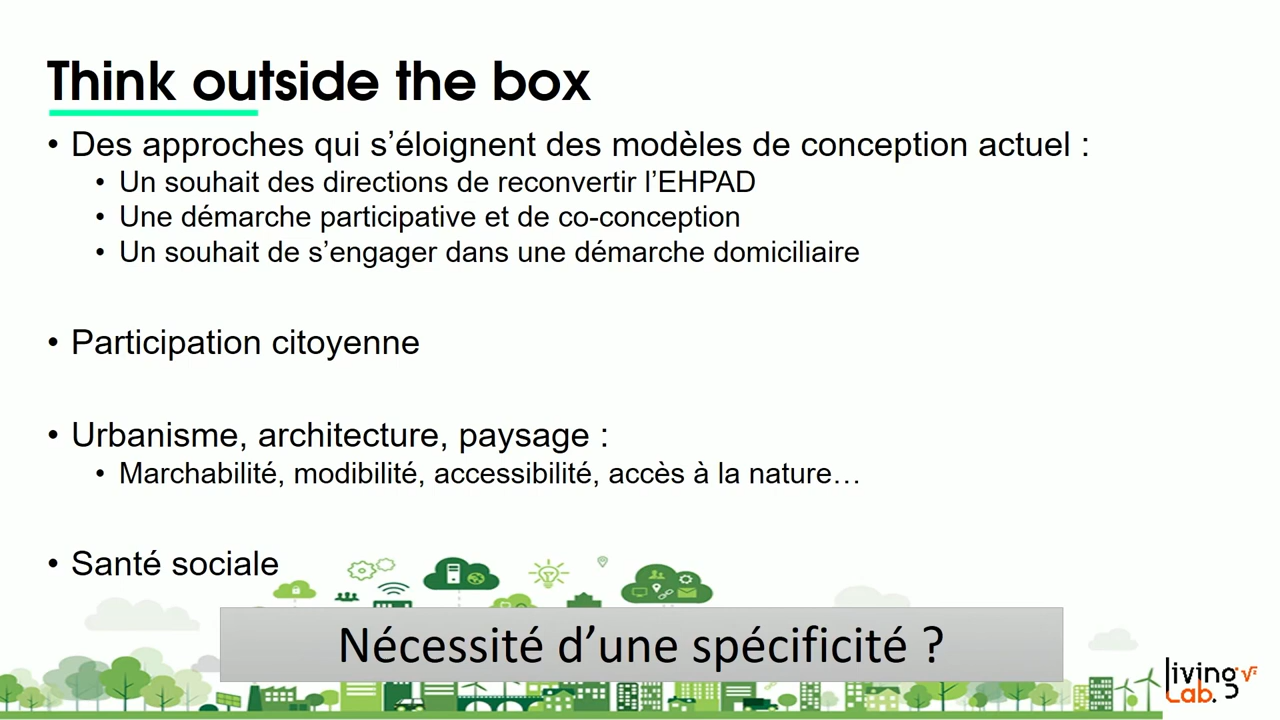 Think outside the box
• Des approches qui s’éloignent des modèles de conception actuel :
• Un souhait des directions de reconvertir l’EHPAD
• Une démarche participative et de co-conception
• Un souhait de s’engager dans une démarche domiciliaire
• Participation citoyenne
• Urbanisme, architecture, paysage :
• Marchabilité, modibilité, accessibilité, accès à la nature…
• Santé sociale
Nécessité d’une spécificité ?
living
Lab.